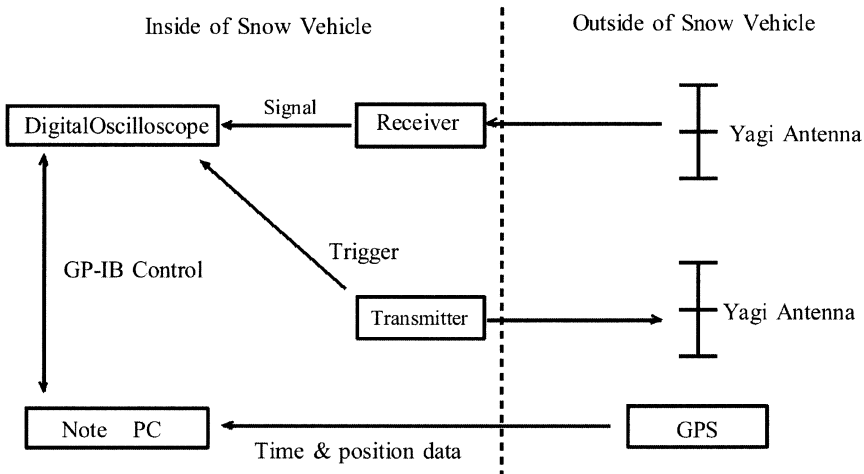 Inside of Snow Vehicle
Outside of Snow Vehicle
Signal
DigitalOscilloscope
Receiver
Yagi Antenna
Trigger
GP-IB Control
Transmitter
Yagi Antenna
Note PC
GPS
Time & position data